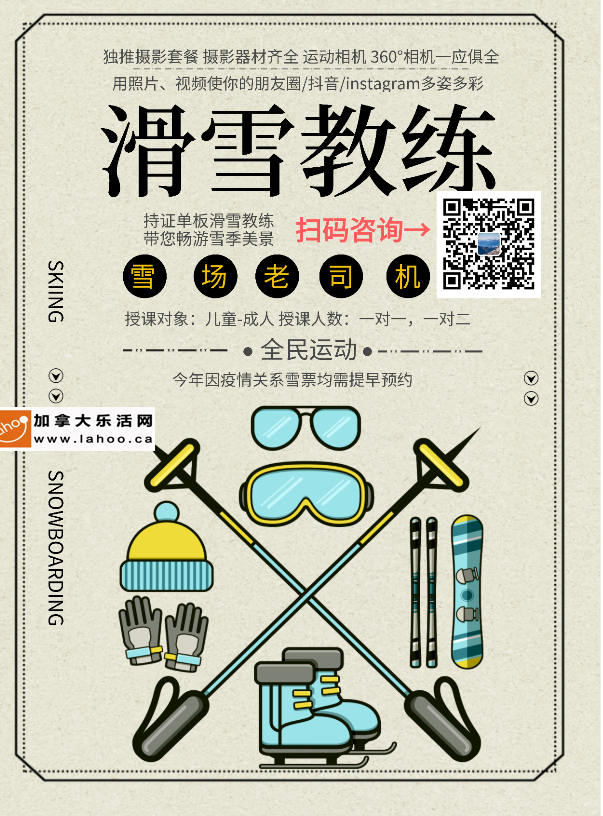 独推摄影套餐 摄影器材齐全 运动相机 360°相机一应俱全
用照片、视频使你的朋友圈/抖音/instagram多姿多彩
滑雪教练
持证单板滑雪教练
带您畅游雪季美景
扫码咨询→
雪场老司机
授课对象：儿童-成人 授课人数：一对一，一对二
全民运动
今年因疫情关系雪票均需提早预约
SKIING
SNOWBOARDING
lahoo
加拿大乐活网
www.lahoo.ca